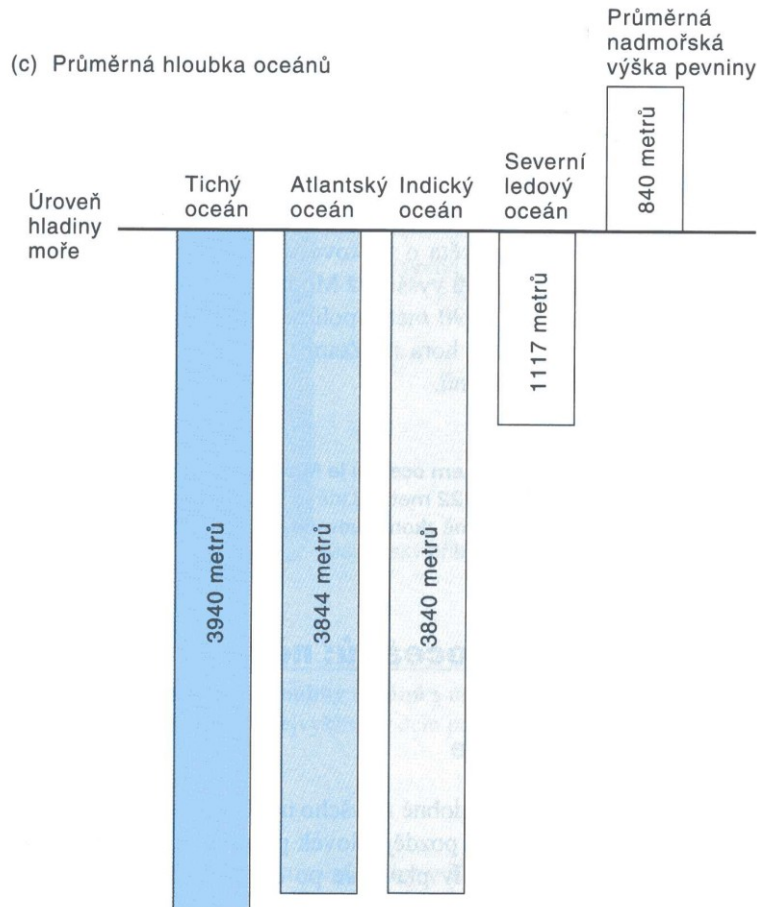 (c) Průměrná hloubka oceánů
Průměrná
nadmořská
výška pevniny
840 metrů
Úroveň
hladiny
moře
Tichý
oceán
Atlantský
oceán
Indický
oceán
Severní
ledový
oceán
3940 metrů
3844 metrů
3840 metrů
1117 metrů